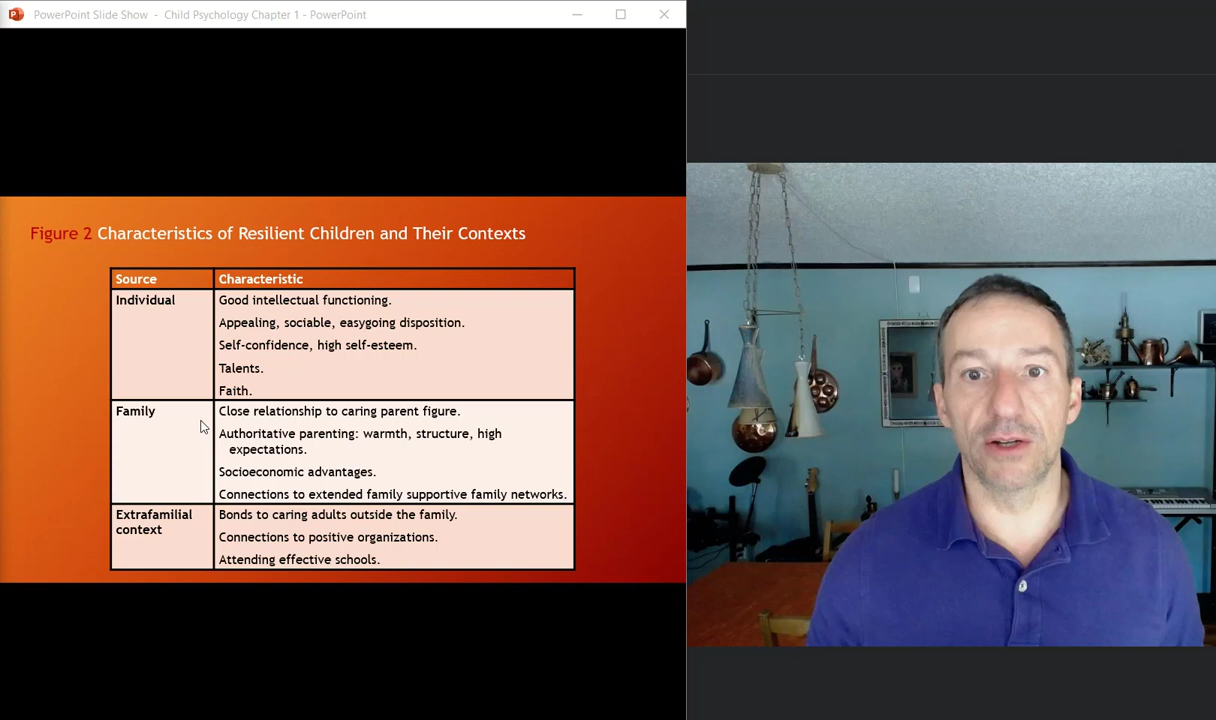 PowerPoint Slide Show - Child Psychology Chapter 1 - PowerPoint
Figure 2 Characteristics of Resilient Children and Their Contexts
Source
Characteristic
Individual
Good intellectual functioning.
Appealing, sociable, easygoing disposition.
Self-confidence, high self-esteem.
Talents.
Faith.
Family
Close relationship to caring parent figure.
Authoritative parenting: warmth, structure, high
expectations.
Socioeconomic advantages.
Connections to extended family supportive family networks.
Extrafamilial
context
Bonds to caring adults outside the family.
Connections to positive organizations.
Attending effective schools.